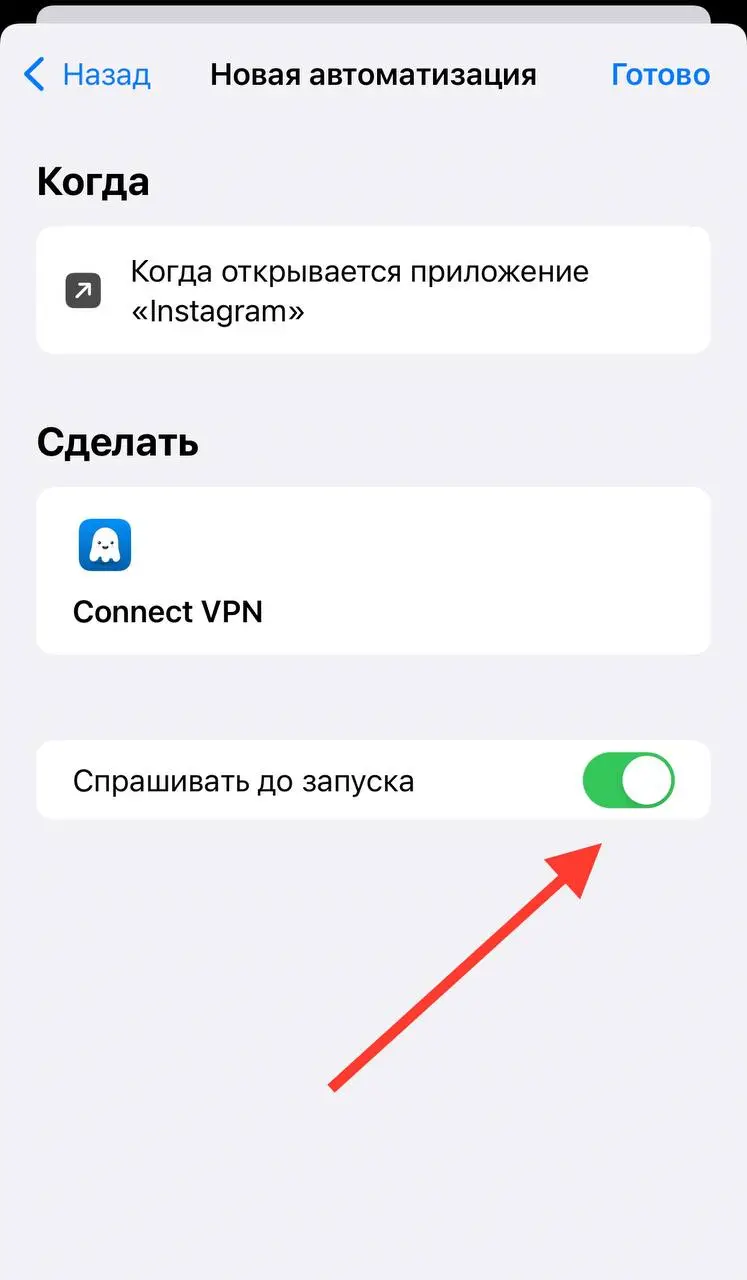 Назад
Новая автоматизация
Готово
Когда
Когда открывается приложение
«Instagram»
Сделать
Connect VPN
Спрашивать до запуска